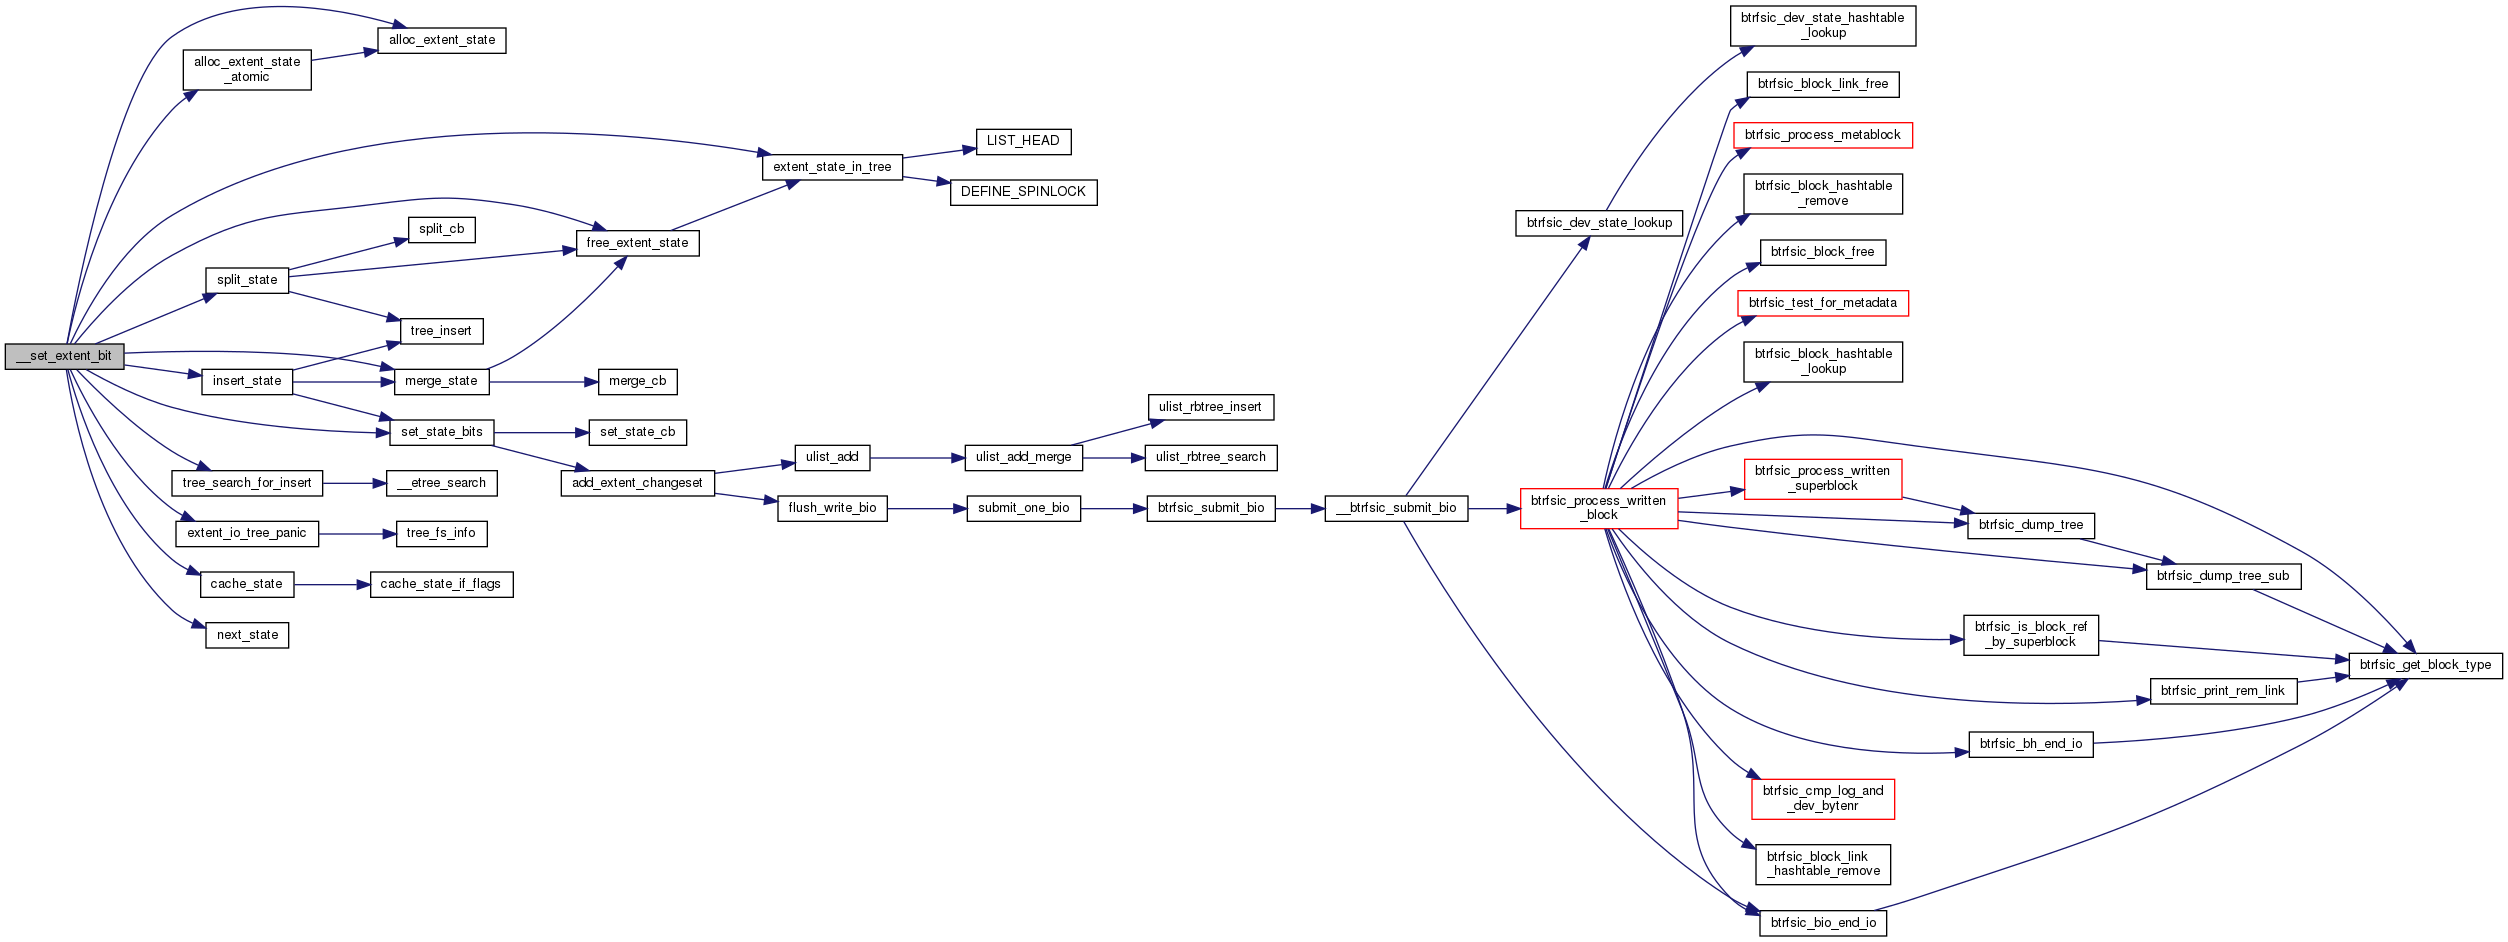 __set_extent_bit
alloc_extent_state
alloc_extent_state
_atomic
extent_state_in_tree
LIST_HEAD
DEFINE_SPINLOCK
split_cb
free_extent_state
split_state
tree_insert
insert_state
merge_state
merge_cb
set_state_bits
set_state_cb
tree_search_for_insert
__etree_search
extent_io_tree_panic
tree_fs_info
cache_state
cache_state_if_flags
next_state
add_extent_changeset
ulist_add
ulist_add_merge
ulist_rbtree_insert
ulist_rbtree_search
flush_write_bio
submit_one_bio
btrfsic_submit_bio
__btrfsic_submit_bio
btrfsic_dev_state_lookup
btrfsic_dev_state_hashtable
_lookup
btrfsic_process_written
_block
btrfsic_block_link_free
btrfsic_process_metablock
btrfsic_block_hashtable
_remove
btrfsic_block_free
btrfsic_test_for_metadata
btrfsic_block_hashtable
_lookup
btrfsic_process_written
_superblock
btrfsic_dump_tree
btrfsic_dump_tree_sub
btrfsic_is_block_ref
_by_superblock
btrfsic_get_block_type
btrfsic_print_rem_link
btrfsic_bh_end_io
btrfsic_cmp_log_and
_dev_bytenr
btrfsic_block_link
_hashtable_remove
btrfsic_bio_end_io